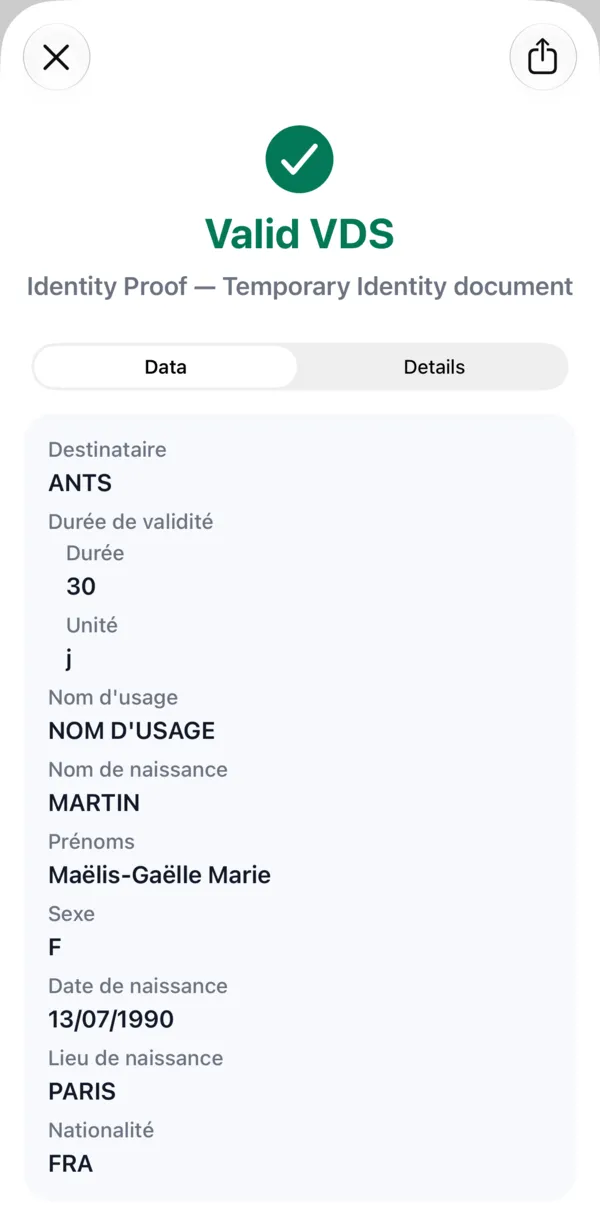 Valid VDS
Identity Proof — Temporary Identity document
Data
Details
Destinataire
ANTS
Durée de validité
Durée
30
Unité
j
Nom d'usage
NOM D'USAGE
Nom de naissance
MARTIN
Prénoms
Maëlis-Gaëlle Marie
Sexe
F
Date de naissance
13/07/1990
Lieu de naissance
PARIS
Nationalité
FRA